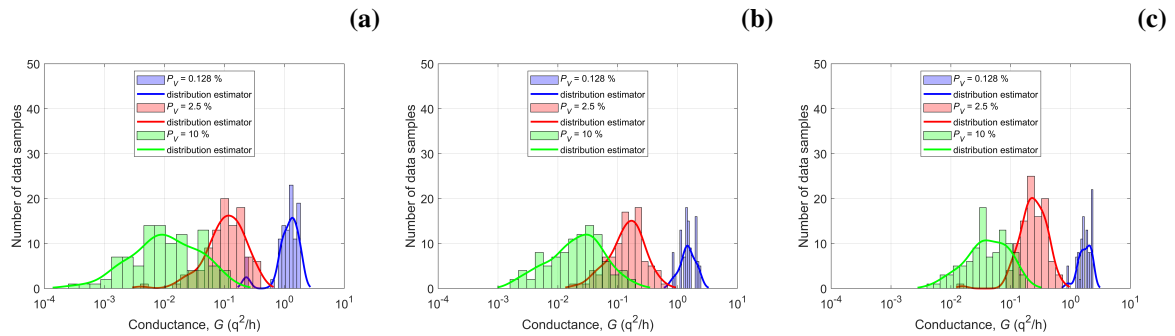 (a)
50
40
30
20
10
0
Number of data samples
P_V = 0.128 %
distribution estimator
P_V = 2.5 %
distribution estimator
P_V = 10 %
distribution estimator
10^-4 10^-3 10^-2 10^-1 10^0 10^1
Conductance, G (q^2/h)
(b)
50
40
30
20
10
0
Number of data samples
P_V = 0.128 %
distribution estimator
P_V = 2.5 %
distribution estimator
P_V = 10 %
distribution estimator
10^-4 10^-3 10^-2 10^-1 10^0 10^1
Conductance, G (q^2/h)
(c)
50
40
30
20
10
0
Number of data samples
P_V = 0.128 %
distribution estimator
P_V = 2.5 %
distribution estimator
P_V = 10 %
distribution estimator
10^-4 10^-3 10^-2 10^-1 10^0 10^1
Conductance, G (q^2/h)